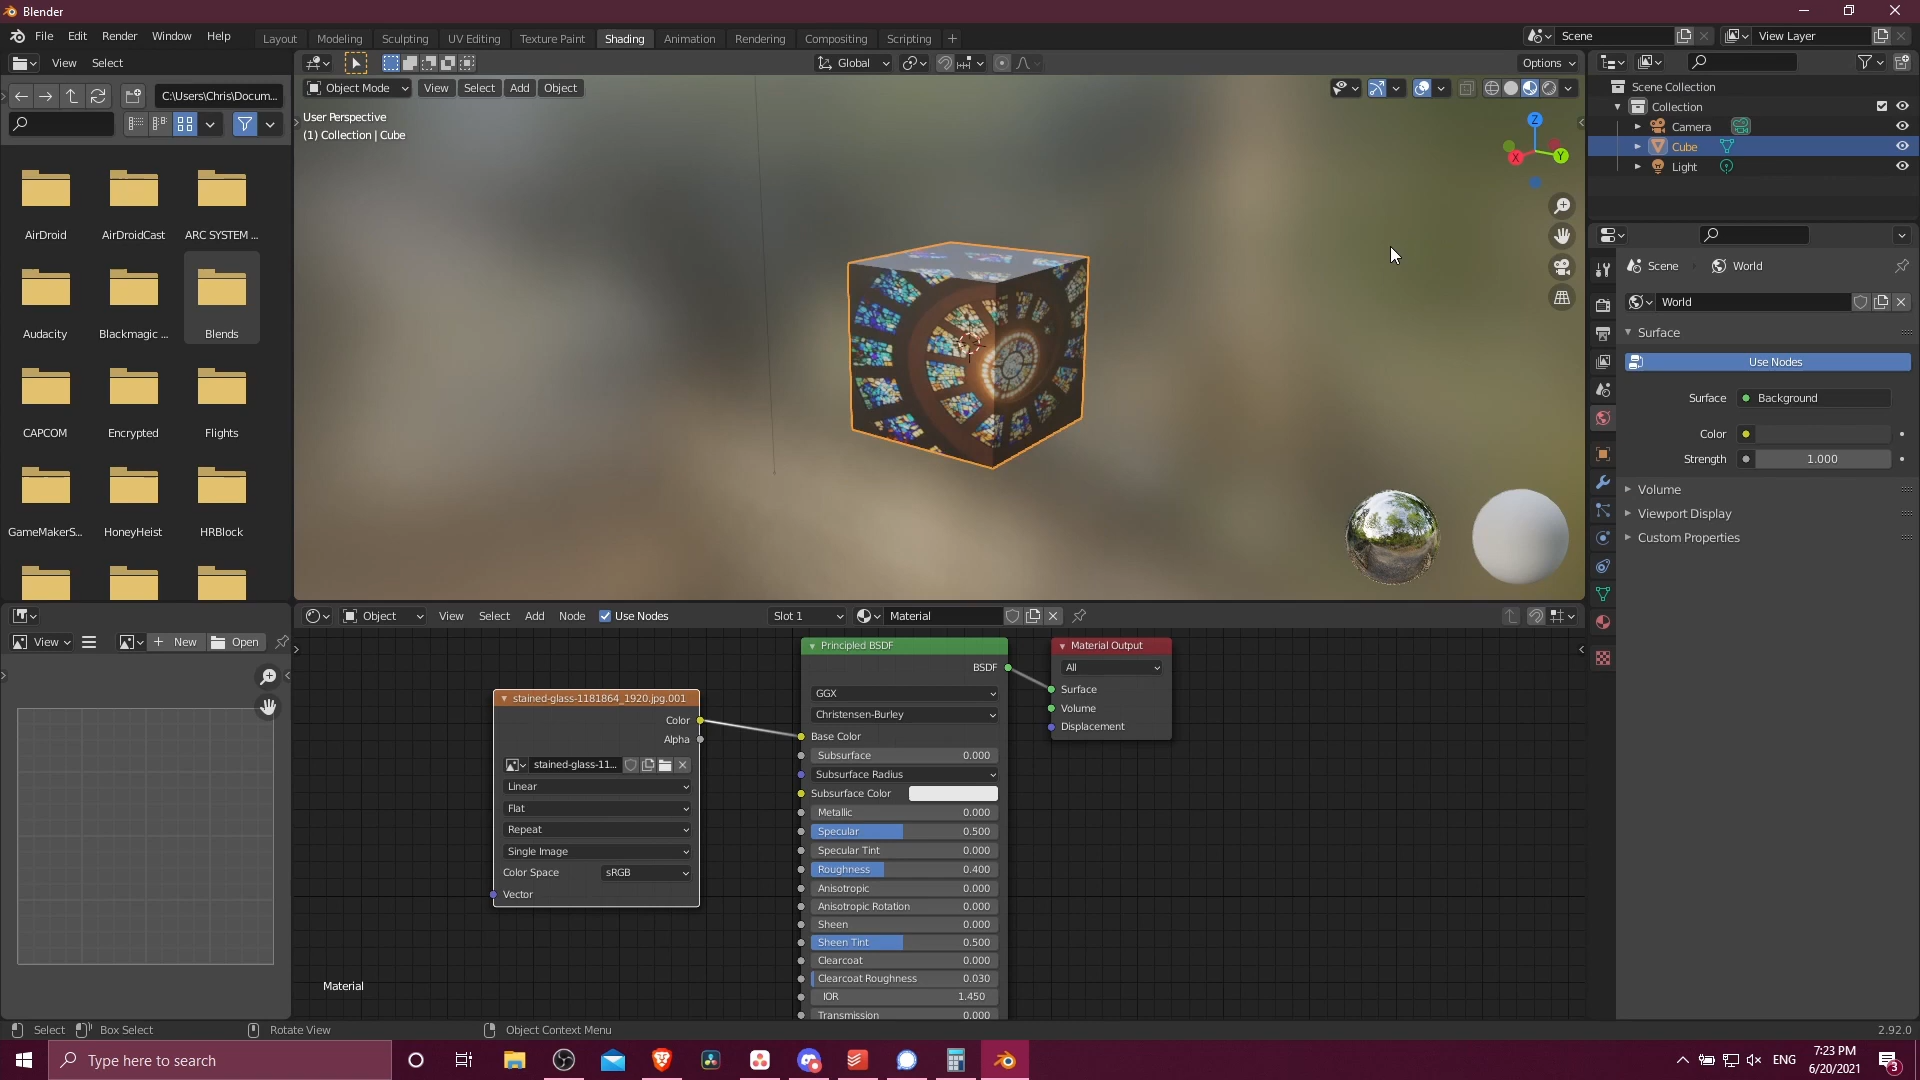 Blender
File Edit Render Window Help
Layout Modeling Sculpting UV Editing Texture Paint Shading Animation Rendering Compositing Scripting +
Scene
View Layer
View Select
Global
Options
C:\Users\Chris\Docum...
Object Mode View Select Add Object
User Perspective
(1) Collection | Cube
Z
X
Y
AirDroid AirDroidCast ARC SYSTEM ...
Audacity Blackmagic ... Blends
CAPCOM Encrypted Flights
GameMakerS... HoneyHeist HRBlock
Scene Collection
Collection
Camera
Cube
Light
Scene World
World
Surface
Use Nodes
Surface Background
Color
Strength 1.000
Volume
Viewport Display
Custom Properties
View New Open
Object View Select Add Node Use Nodes Slot 1 Material
stained-glass-1181864_1920.jpg.001
Color
Alpha
stained-glass-11...
Linear
Flat
Repeat
Single Image
Color Space sRGB
Vector
Principled BSDF
BSDF
GGX
Christensen-Burley
Base Color
Subsurface 0.000
Subsurface Radius
Subsurface Color
Metallic 0.000
Specular 0.500
Specular Tint 0.000
Roughness 0.400
Anisotropic 0.000
Anisotropic Rotation 0.000
Sheen 0.000
Sheen Tint 0.500
Clearcoat 0.000
Clearcoat Roughness 0.030
IOR 1.450
Transmission 0.000
Material Output
All
Surface
Volume
Displacement
Material
Select Box Select Rotate View Object Context Menu 2.92.0
Type here to search
ENG
7:23 PM
6/20/2021
3